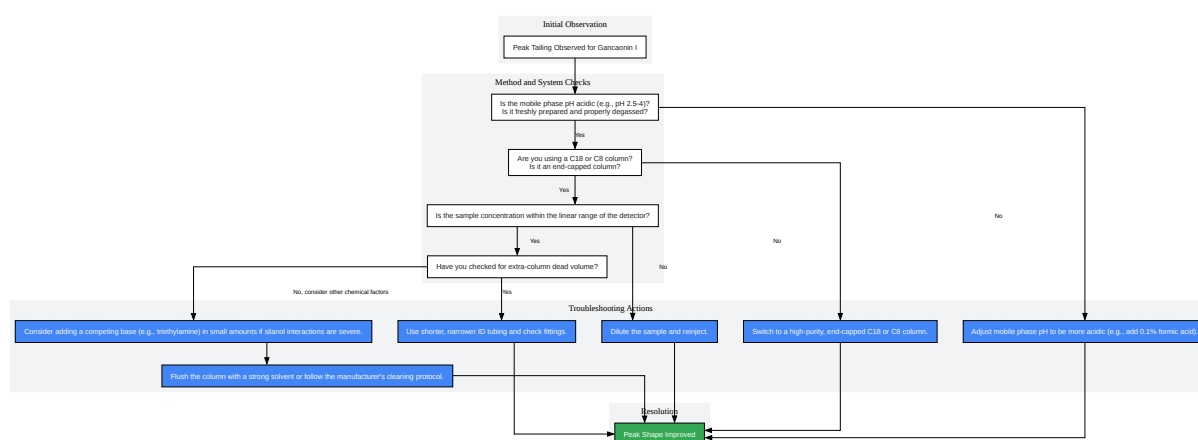 Initial Observation
Peak Tailing Observed for Gancaonin I
Method and System Checks
Is the mobile phase pH acidic (e.g., pH 2.5-4)?
Is it freshly prepared and properly degassed?
Yes
Are you using a C18 or C8 column?
Is it an end-capped column?
Yes
No
Is the sample concentration within the linear range of the detector?
Yes
No
Have you checked for extra-column dead volume?
No
No, consider other chemical factors
Yes
Troubleshooting Actions
Consider adding a competing base (e.g., triethylamine) in small amounts if silanol interactions are severe.
Use shorter, narrower ID tubing and check fittings.
Dilute the sample and reinject.
Switch to a high-purity, end-capped C18 or C8 column.
Adjust mobile phase pH to be more acidic (e.g., add 0.1% formic acid).
Flush the column with a strong solvent or follow the manufacturer's cleaning protocol.
Resolution
Peak Shape Improved